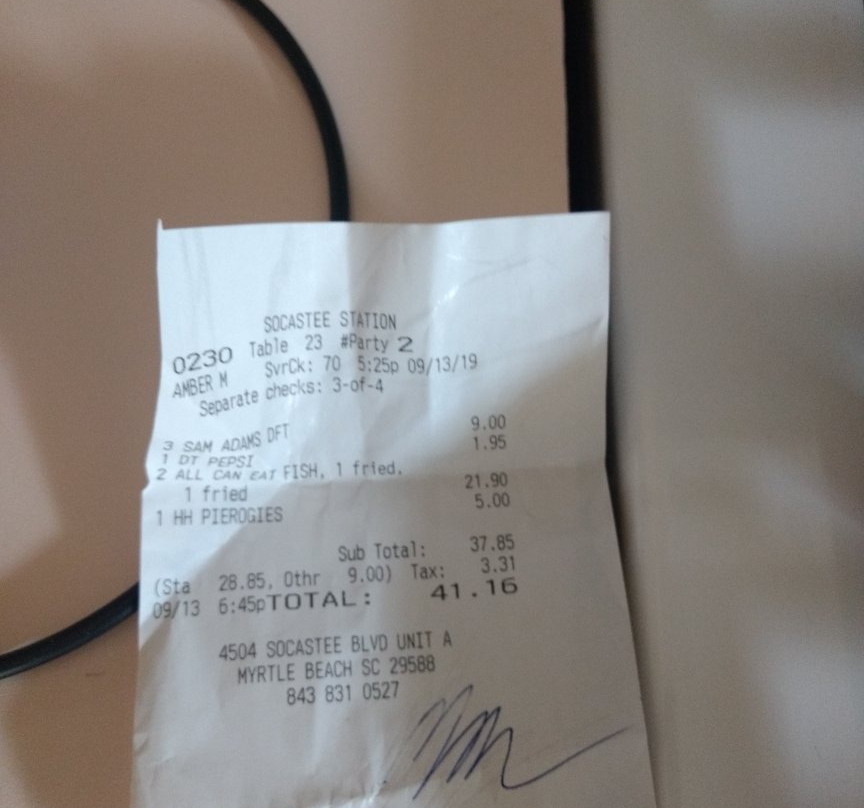 SOCASTEE STATION
0230 Table 23 #Party 2
AMBER M SvrCk: 70 5:25p 09/13/19
Separate checks: 3-of-4
3 SAM ADAMS DFT 9.00
1 DT PEPSI 1.95
2 ALL CAN EAT FISH, 1 fried,
1 fried 21.90
1 HH PIEROGIES 5.00
Sub Total: 37.85
(Sta 28.85, Othr 9.00) Tax: 3.31
09/13 6:45pTOTAL: 41.16
4504 SOCASTEE BLVD UNIT A
MYRTLE BEACH SC 29588
843 831 0527